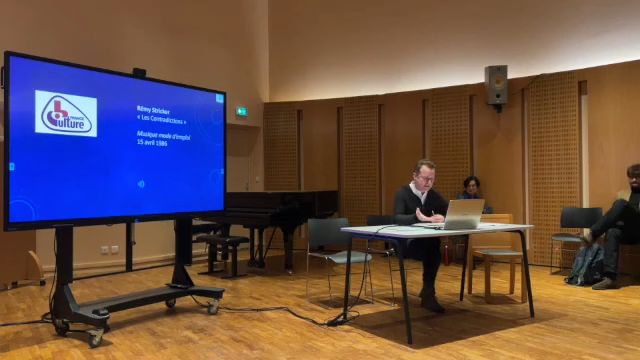 FRANCE
Culture
Rémy Stricker
« Les Contradictions »
Musique mode d'emploi
15 avril 1986